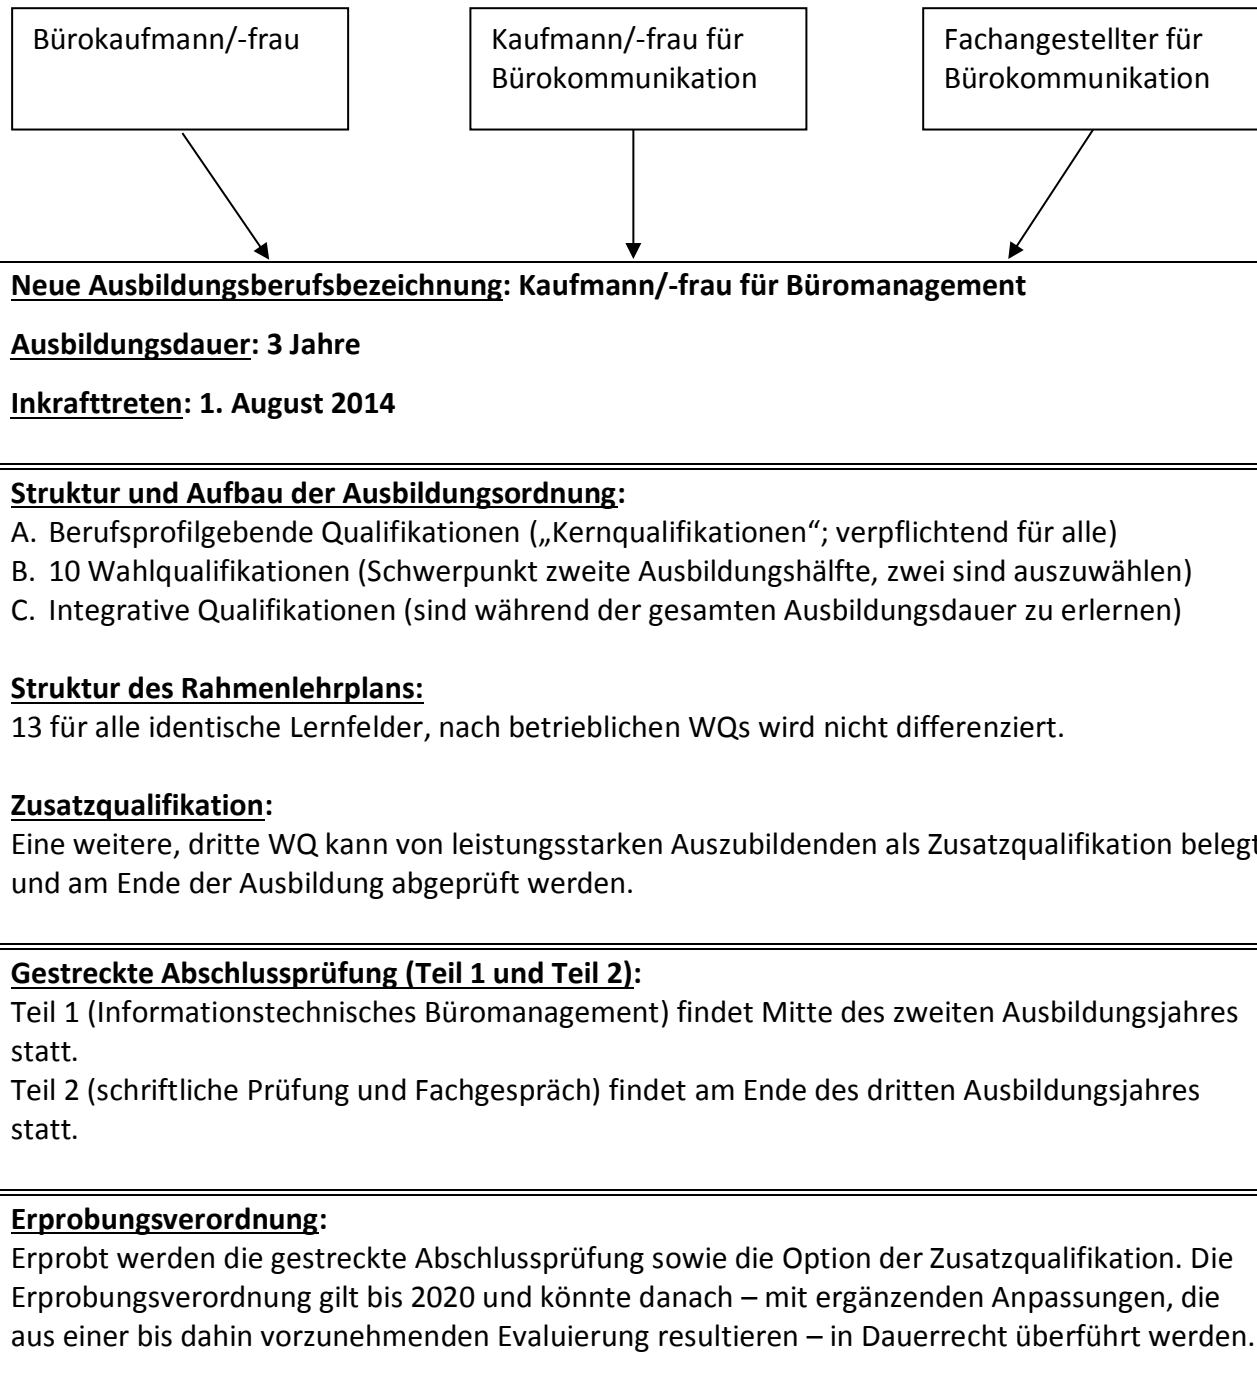 Bürokaufmann/-frau
Kaufmann/-frau für
Bürokommunikation
Fachangestellter für
Bürokommunikation
Neue Ausbildungsberufsbezeichnung: Kaufmann/-frau für Büromanagement
Ausbildungsdauer: 3 Jahre
Inkrafttreten: 1. August 2014
Struktur und Aufbau der Ausbildungsordnung:
A. Berufsprofilgebende Qualifikationen („Kernqualifikationen“; verpflichtend für alle)
B. 10 Wahlqualifikationen (Schwerpunkt zweite Ausbildungshälfte, zwei sind auszuwählen)
C. Integrative Qualifikationen (sind während der gesamten Ausbildungsdauer zu erlernen)
Struktur des Rahmenlehrplans:
13 für alle identische Lernfelder, nach betrieblichen WQs wird nicht differenziert.
Zusatzqualifikation:
Eine weitere, dritte WQ kann von leistungsstarken Auszubildenden als Zusatzqualifikation belegt
und am Ende der Ausbildung abgeprüft werden.
Gestreckte Abschlussprüfung (Teil 1 und Teil 2):
Teil 1 (Informationstechnisches Büromanagement) findet Mitte des zweiten Ausbildungsjahres
statt.
Teil 2 (schriftliche Prüfung und Fachgespräch) findet am Ende des dritten Ausbildungsjahres
statt.
Erprobungsverordnung:
Erprobt werden die gestreckte Abschlussprüfung sowie die Option der Zusatzqualifikation. Die
Erprobungsverordnung gilt bis 2020 und könnte danach – mit ergänzenden Anpassungen, die
aus einer bis dahin vorzunehmenden Evaluierung resultieren – in Dauerrecht überführt werden.